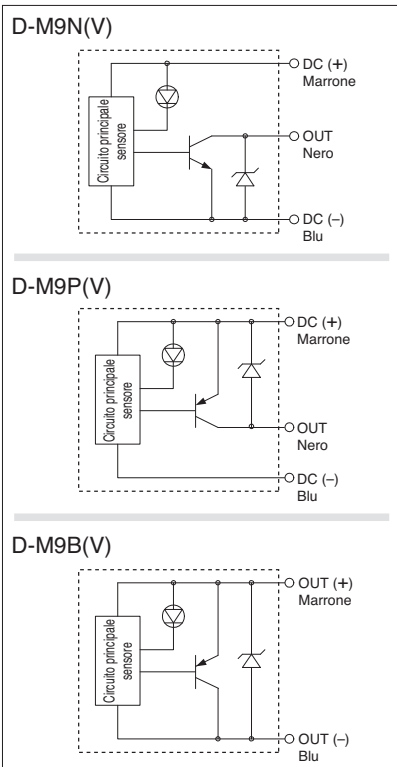 D-M9N(V)
DC (+)
Marrone
Circuito principale
sensore
OUT
Nero
DC (–)
Blu
D-M9P(V)
DC (+)
Marrone
Circuito principale
sensore
OUT
Nero
DC (–)
Blu
D-M9B(V)
OUT (+)
Marrone
Circuito principale
sensore
OUT (–)
Blu